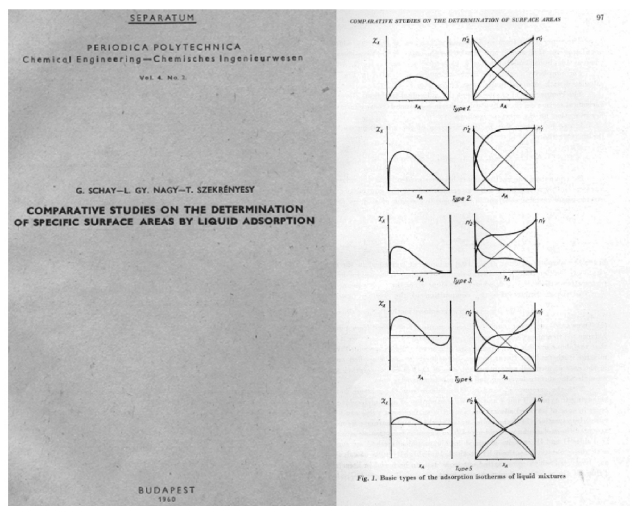 SEPARATUM
PERIODICA POLYTECHNICA
Chemical Engineering—Chemisches Ingenieurwesen
Vol. 4. No. 2.
G. SCHAY—L. GY. NAGY—T. SZEKRÉNYESY
COMPARATIVE STUDIES ON THE DETERMINATION
OF SPECIFIC SURFACE AREAS BY LIQUID ADSORPTION
BUDAPEST
1960
COMPARATIVE STUDIES ON THE DETERMINATION OF SURFACE AREAS 97
Type 1.
Type 2.
Type 3.
Type 4.
Type 5
Fig. 1. Basic types of the adsorption isotherms of liquid mixtures